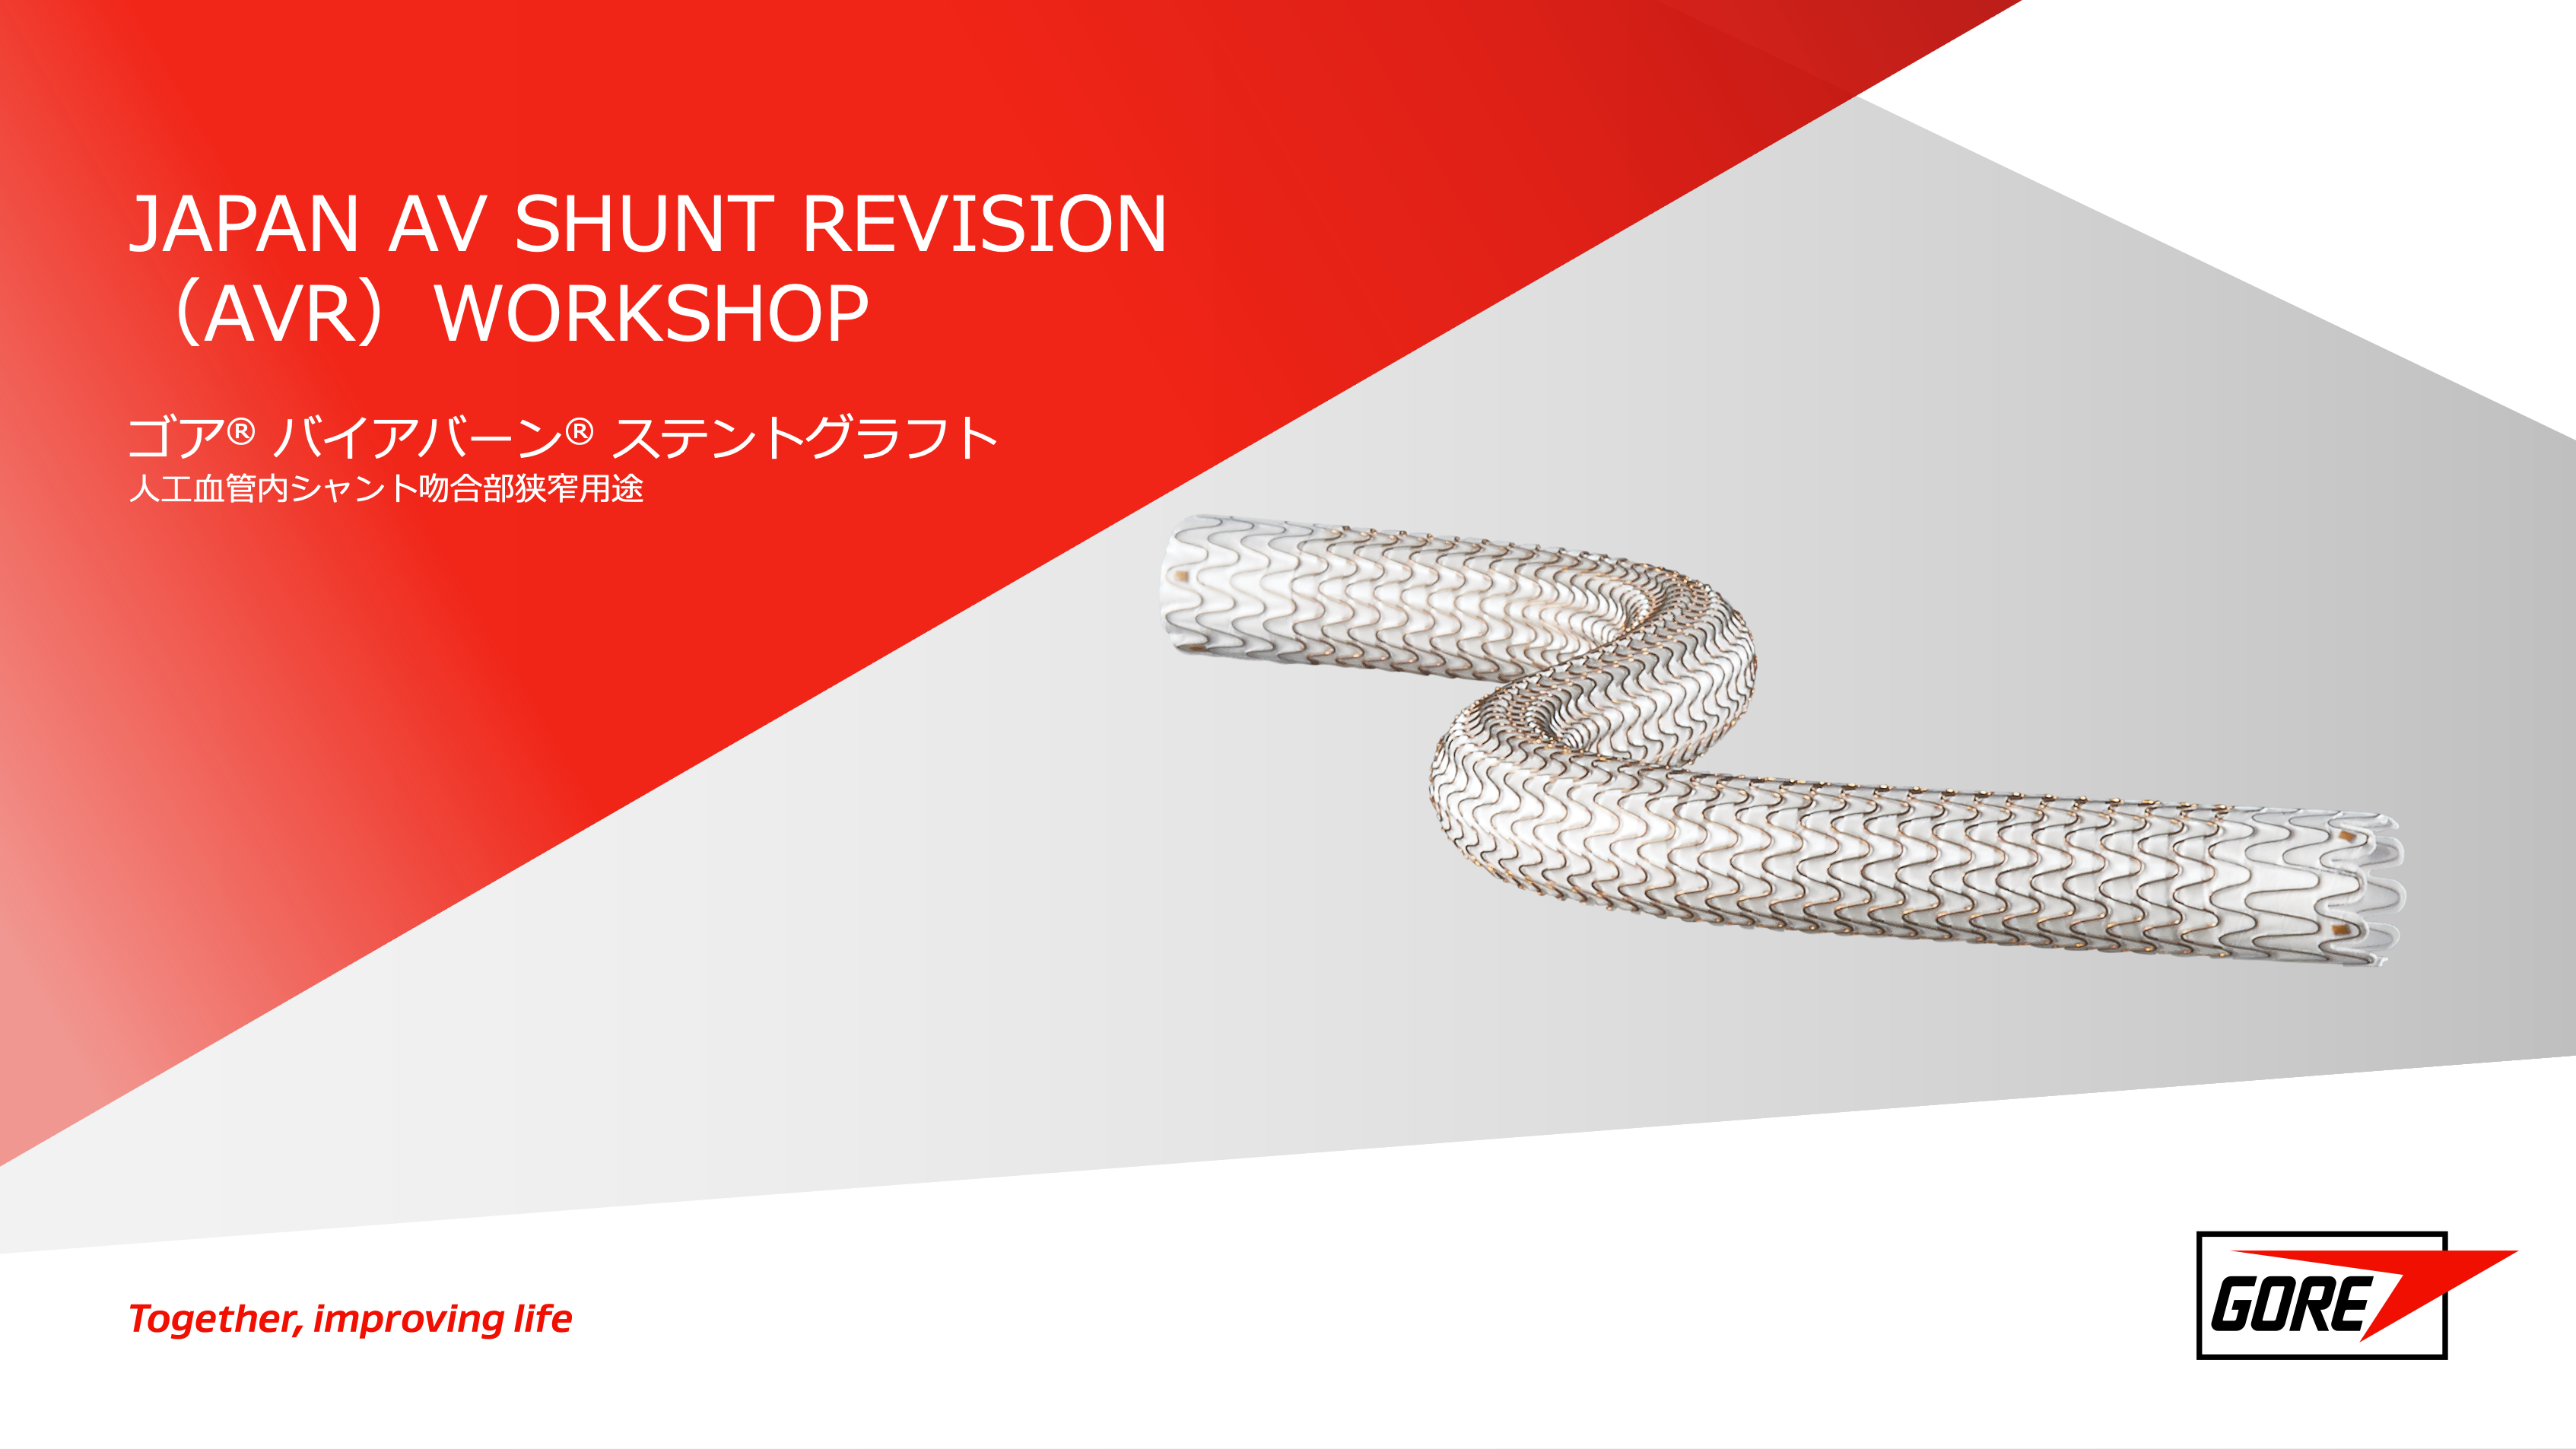 JAPAN AV SHUNT REVISION
（AVR）WORKSHOP
ゴア® バイアバーン® ステントグラフト
人工血管内シャント吻合部狭窄用途
Together, improving life
GORE